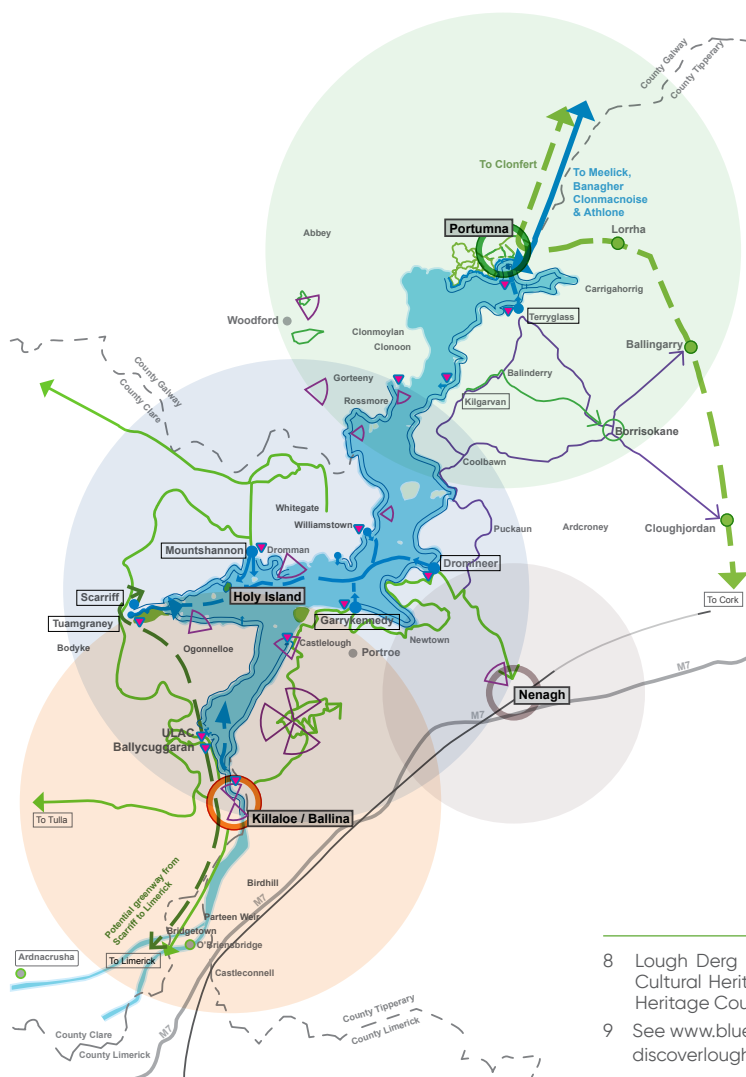 County Galway
County Tipperary
To Clonfert
To Meelick,
Banagher
Clonmacnoise
& Athlone
Portumna
Abbey
Lorrha
Carrigahorrig
Woodford
Terryglass
Clonmoylan
Clonoon
Ballingarry
County Galway
County Clare
Gorteeny
Balinderry
Rossmore
Kilgarvan
Borrisokane
Coolbawn
Whitegate
Williamstown
Puckaun
Ardcroney
Cloughjordan
Mountshannon
Dromman
Dromineer
Scarriff
Holy Island
To Cork
Tuamgraney
Garrykennedy
Bodyke
Ogonnelloe
Castlelough
Newtown
Portroe
M7
Nenagh
M7
ULAC
Ballycuggaran
To Tulla
Killaloe / Ballina
Potential greenway from
Scarriff to Limerick
Birdhill
M7
Parteen Weir
Bridgetown
O'Briensbridge
Ardnacrusha
To Limerick
Castleconnell
County Tipperary
County Limerick
M7
County Clare
County Limerick
8 Lough Derg
Cultural Herit
Heritage Cou
9 See www.blue
discoverlough